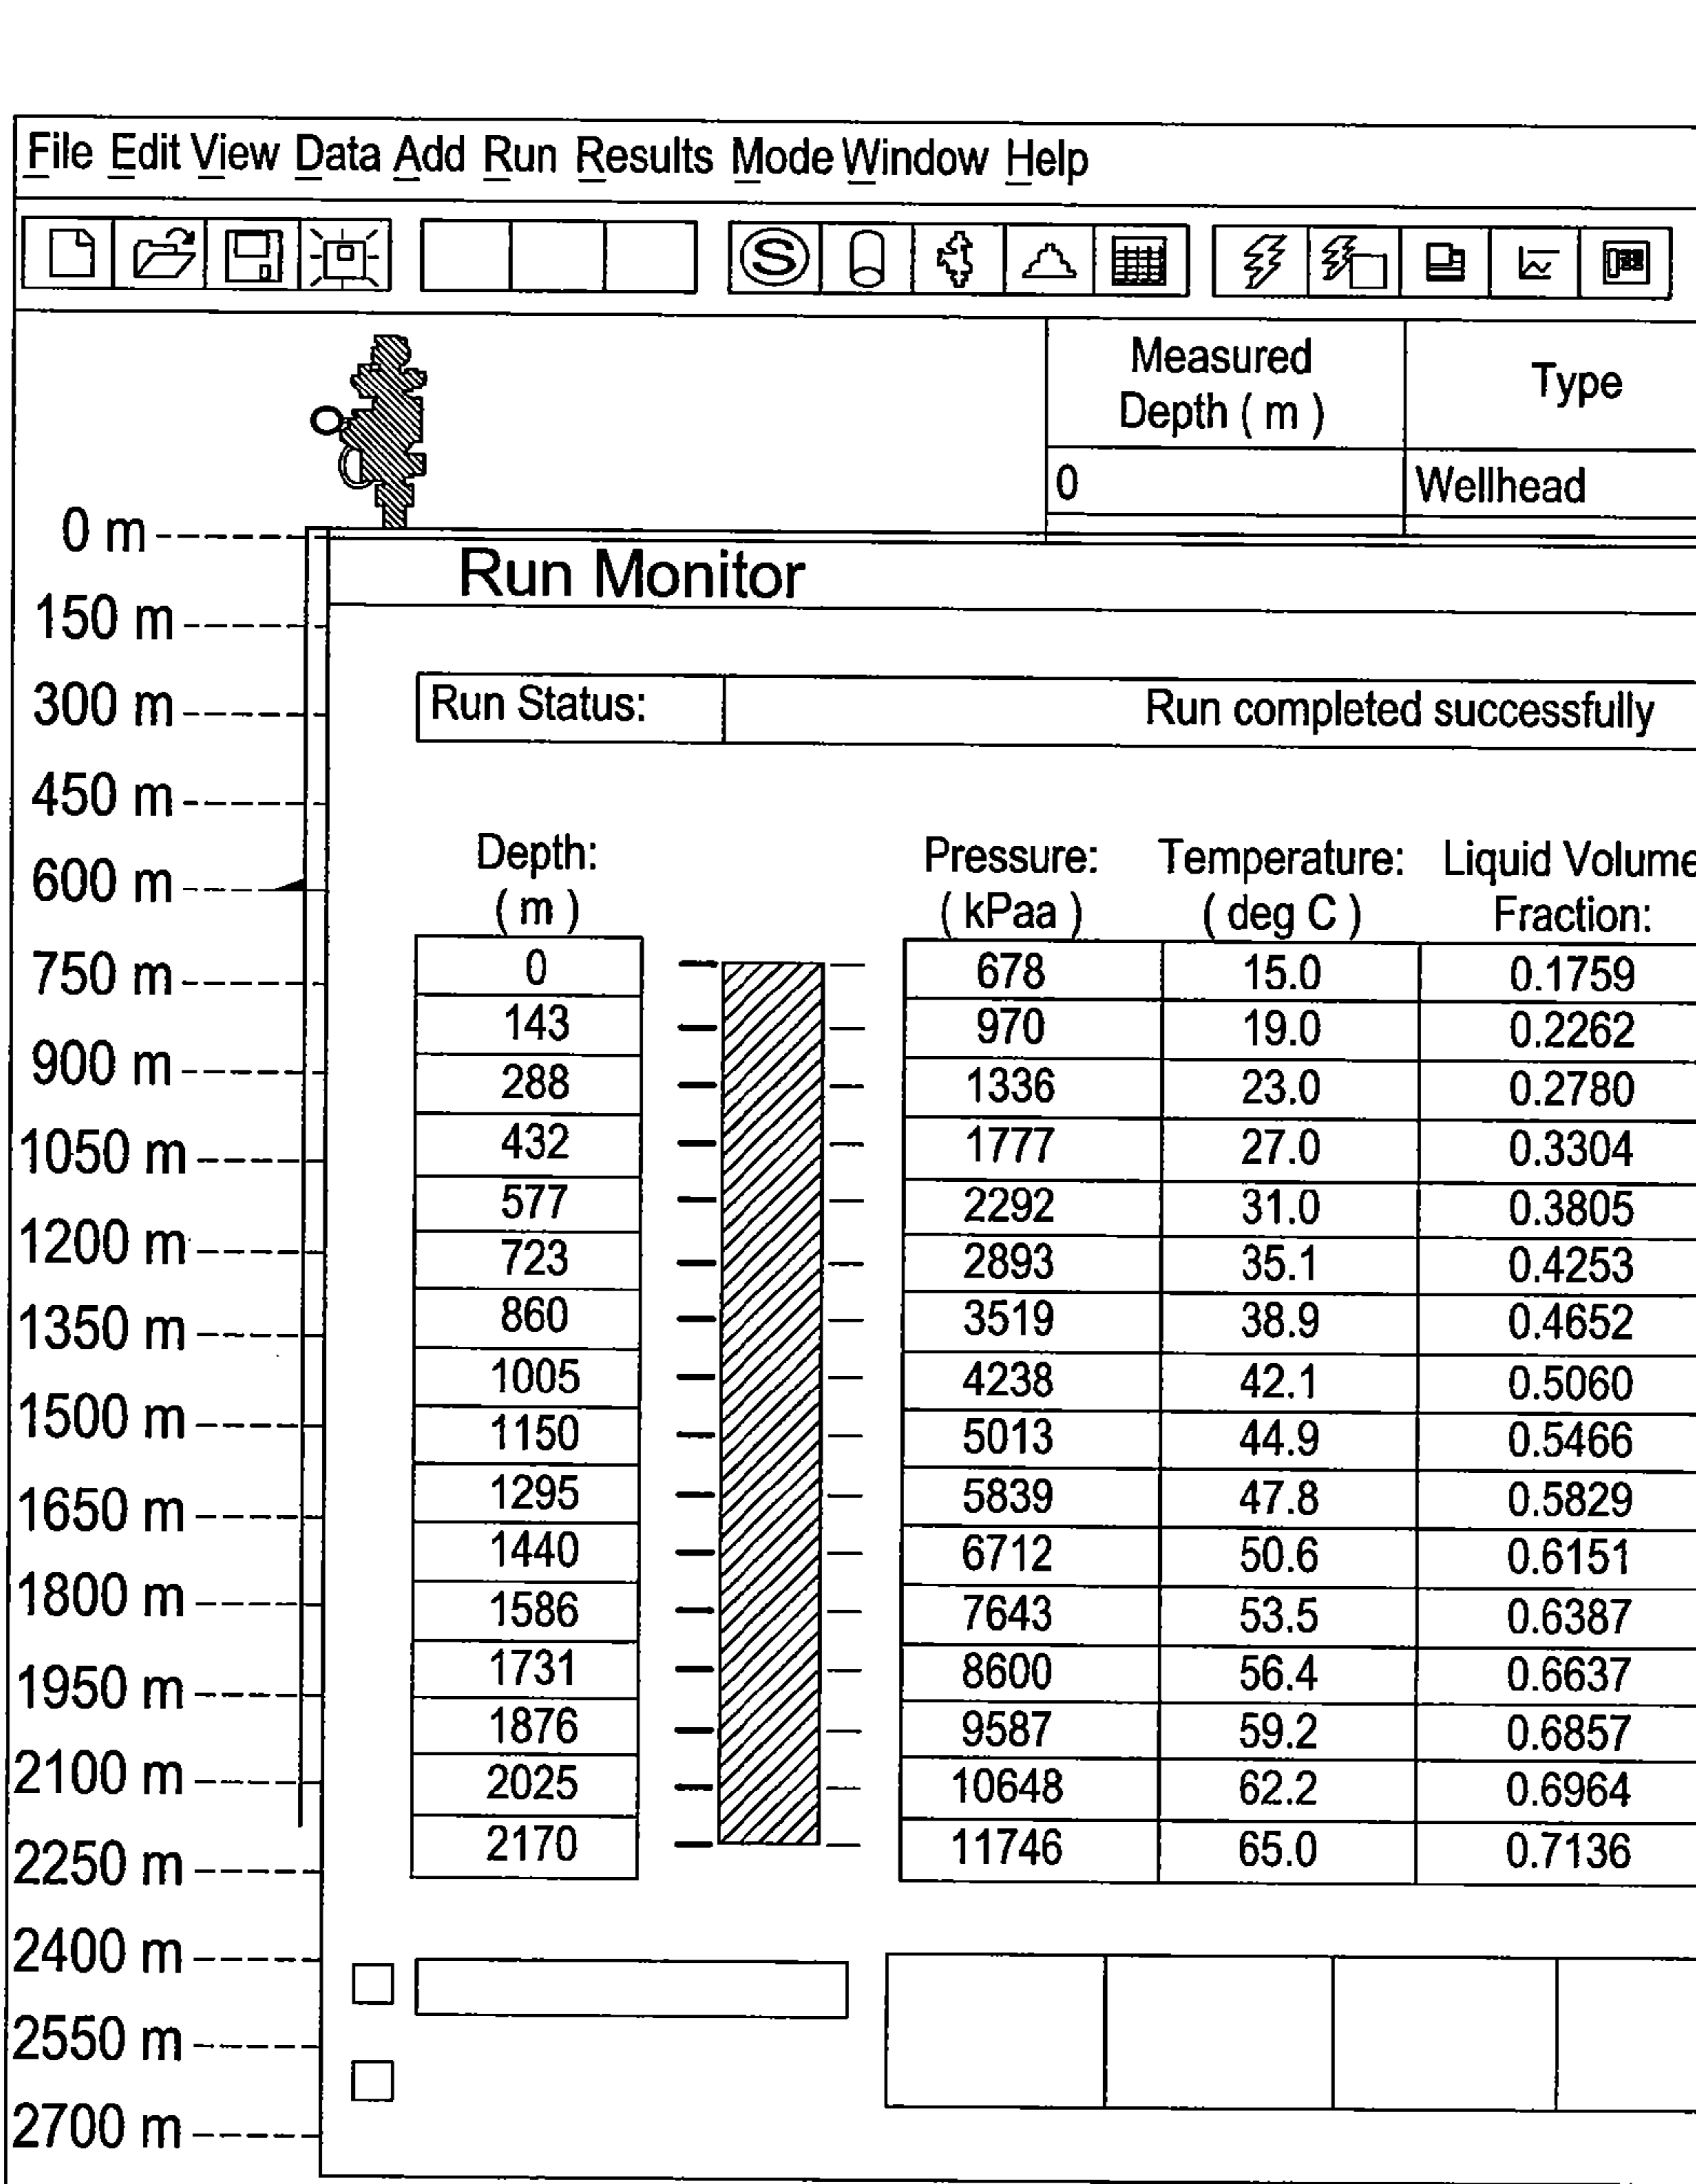 File Edit View Data Add Run Results Mode Window Help
S
Measured
Depth ( m )
Type
0
Wellhead
0 m
150 m
300 m
450 m
600 m
750 m
900 m
1050 m
1200 m
1350 m
1500 m
1650 m
1800 m
1950 m
2100 m
2250 m
2400 m
2550 m
2700 m
Run Monitor
Run Status: Run completed successfully
Depth:
( m )
Pressure:
( kPaa )
Temperature:
( deg C )
Liquid Volume
Fraction:
0 678 15.0 0.1759
143 970 19.0 0.2262
288 1336 23.0 0.2780
432 1777 27.0 0.3304
577 2292 31.0 0.3805
723 2893 35.1 0.4253
860 3519 38.9 0.4652
1005 4238 42.1 0.5060
1150 5013 44.9 0.5466
1295 5839 47.8 0.5829
1440 6712 50.6 0.6151
1586 7643 53.5 0.6387
1731 8600 56.4 0.6637
1876 9587 59.2 0.6857
2025 10648 62.2 0.6964
2170 11746 65.0 0.7136